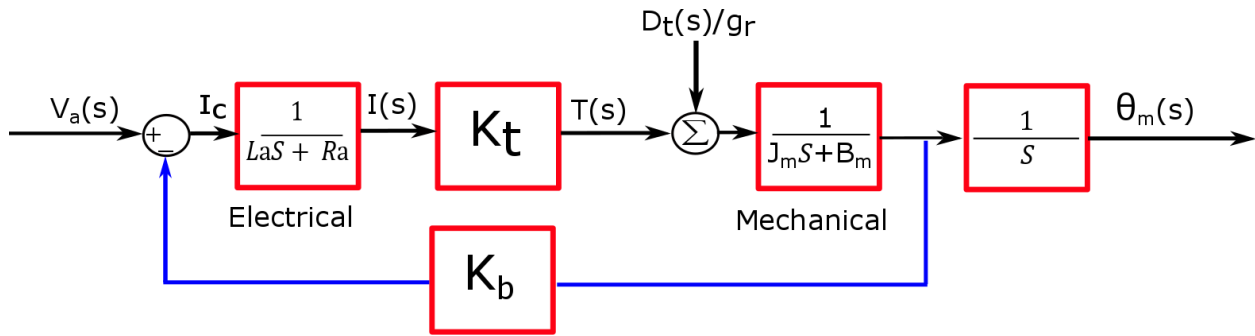 Dt(s)/gr
Va(s)
+
−
Ic
1
LaS + Ra
I(s)
Kt
T(s)
Σ
1
JmS+Bm
1
S
θm(s)
Electrical
Mechanical
Kb